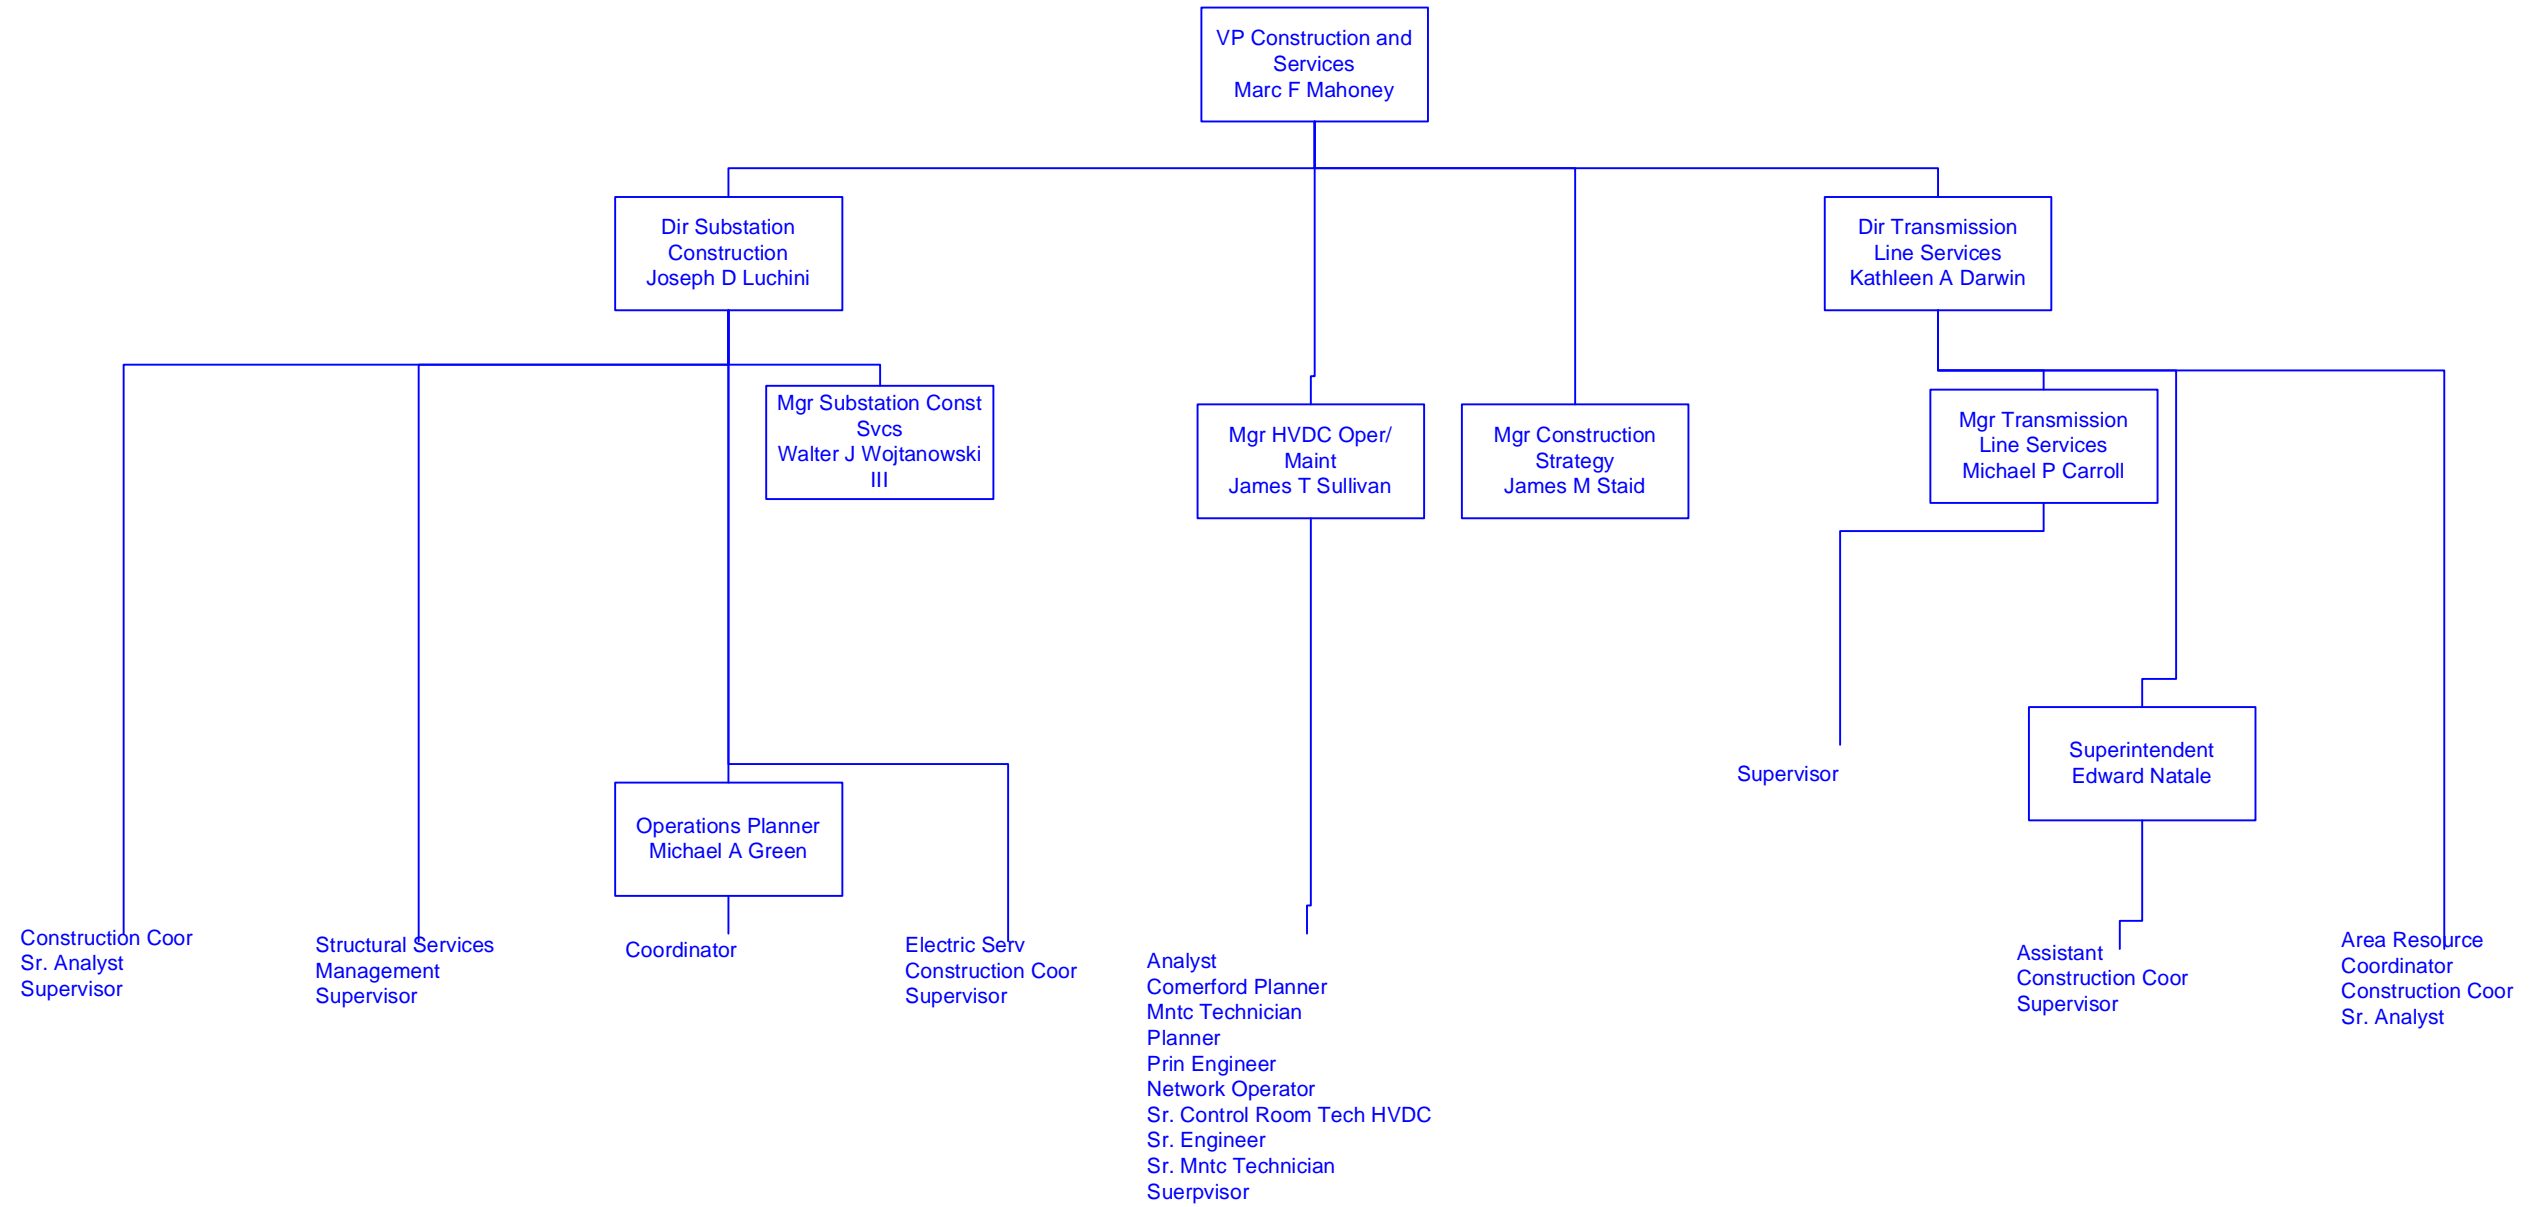 VP Construction and
Services
Marc F Mahoney
Dir Substation
Construction
Joseph D Luchini
Dir Transmission
Line Services
Kathleen A Darwin
Mgr Substation Const
Svcs
Walter J Wojtanowski
III
Mgr HVDC Oper/
Maint
James T Sullivan
Mgr Construction
Strategy
James M Staid
Mgr Transmission
Line Services
Michael P Carroll
Supervisor
Superintendent
Edward Natale
Operations Planner
Michael A Green
Construction Coor
Sr. Analyst
Supervisor
Structural Services
Management
Supervisor
Coordinator
Electric Serv
Construction Coor
Supervisor
Analyst
Comerford Planner
Mntc Technician
Planner
Prin Engineer
Network Operator
Sr. Control Room Tech HVDC
Sr. Engineer
Sr. Mntc Technician
Suerpvisor
Assistant
Construction Coor
Supervisor
Area Resource
Coordinator
Construction Coor
Sr. Analyst